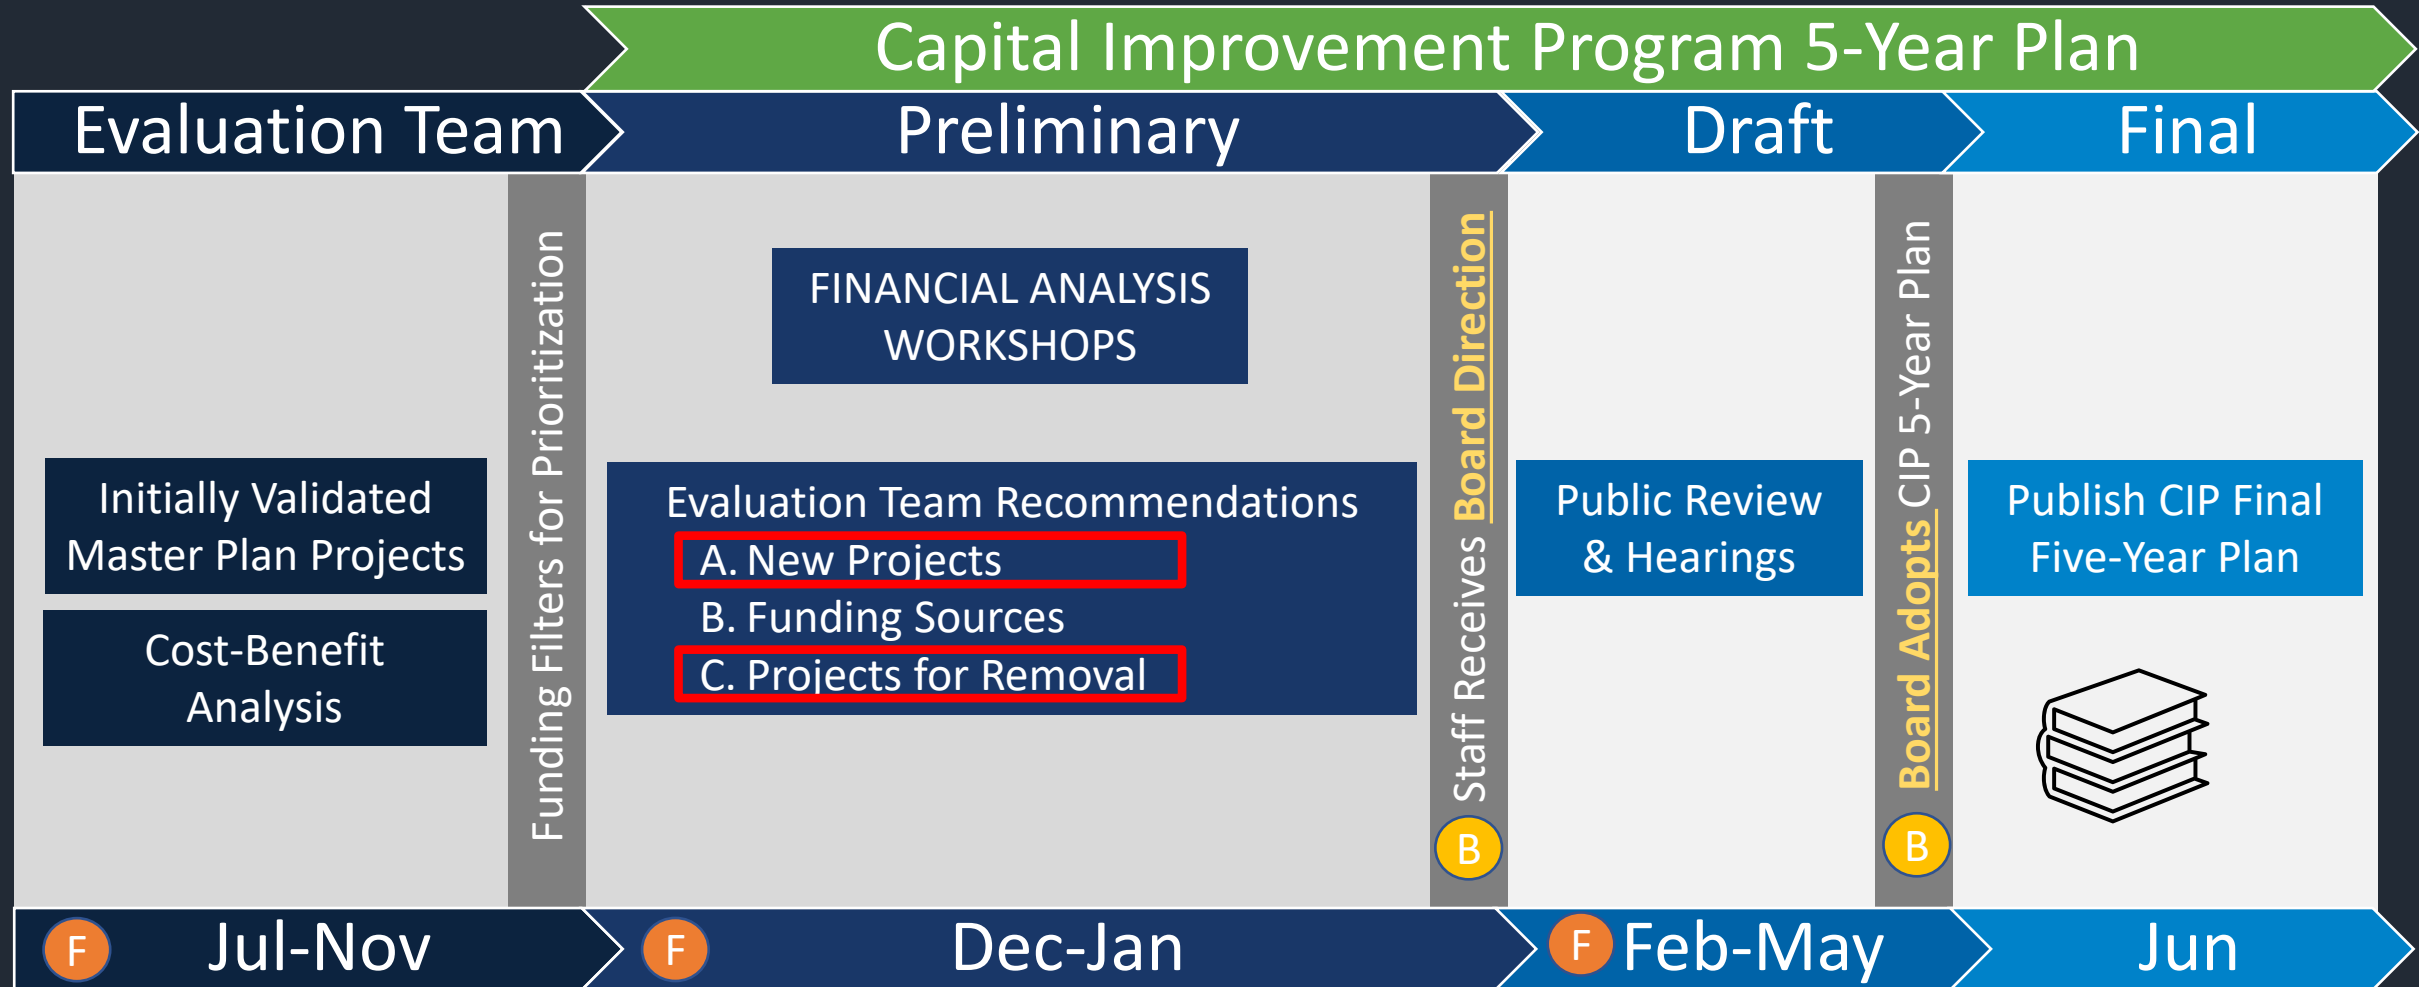 Capital Improvement Program 5-Year Plan
Evaluation Team
Preliminary
Draft
Final
Initially Validated
Master Plan Projects
Cost-Benefit
Analysis
Funding Filters for Prioritization
FINANCIAL ANALYSIS
WORKSHOPS
Evaluation Team Recommendations
A. New Projects
B. Funding Sources
C. Projects for Removal
Staff Receives Board Direction
B
Public Review
& Hearings
Board Adopts CIP 5-Year Plan
B
Publish CIP Final
Five-Year Plan
F
Jul-Nov
F
Dec-Jan
F
Feb-May
Jun